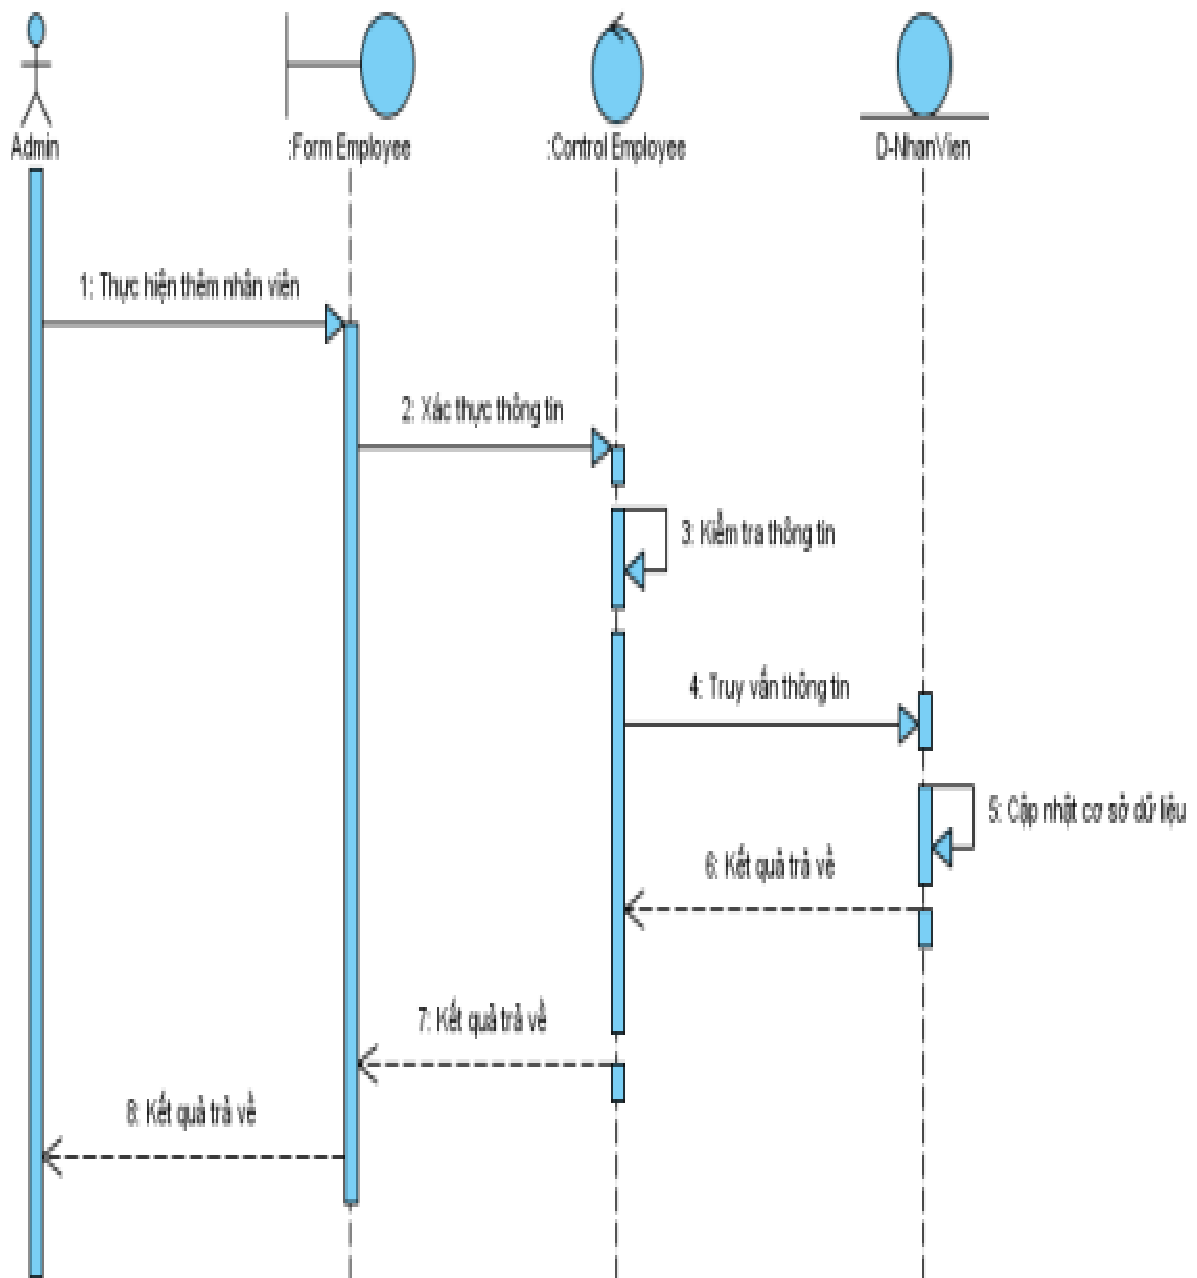 Admin
:Form Employee
:Control Employee
D-NhanVien
1: Thực hiện thêm nhân viên
2: Xác thực thông tin
3: Kiểm tra thông tin
4: Truy vấn thông tin
5: Cập nhật cơ sở dữ liệu
6: Kết quả trả về
7: Kết quả trả về
8: Kết quả trả về